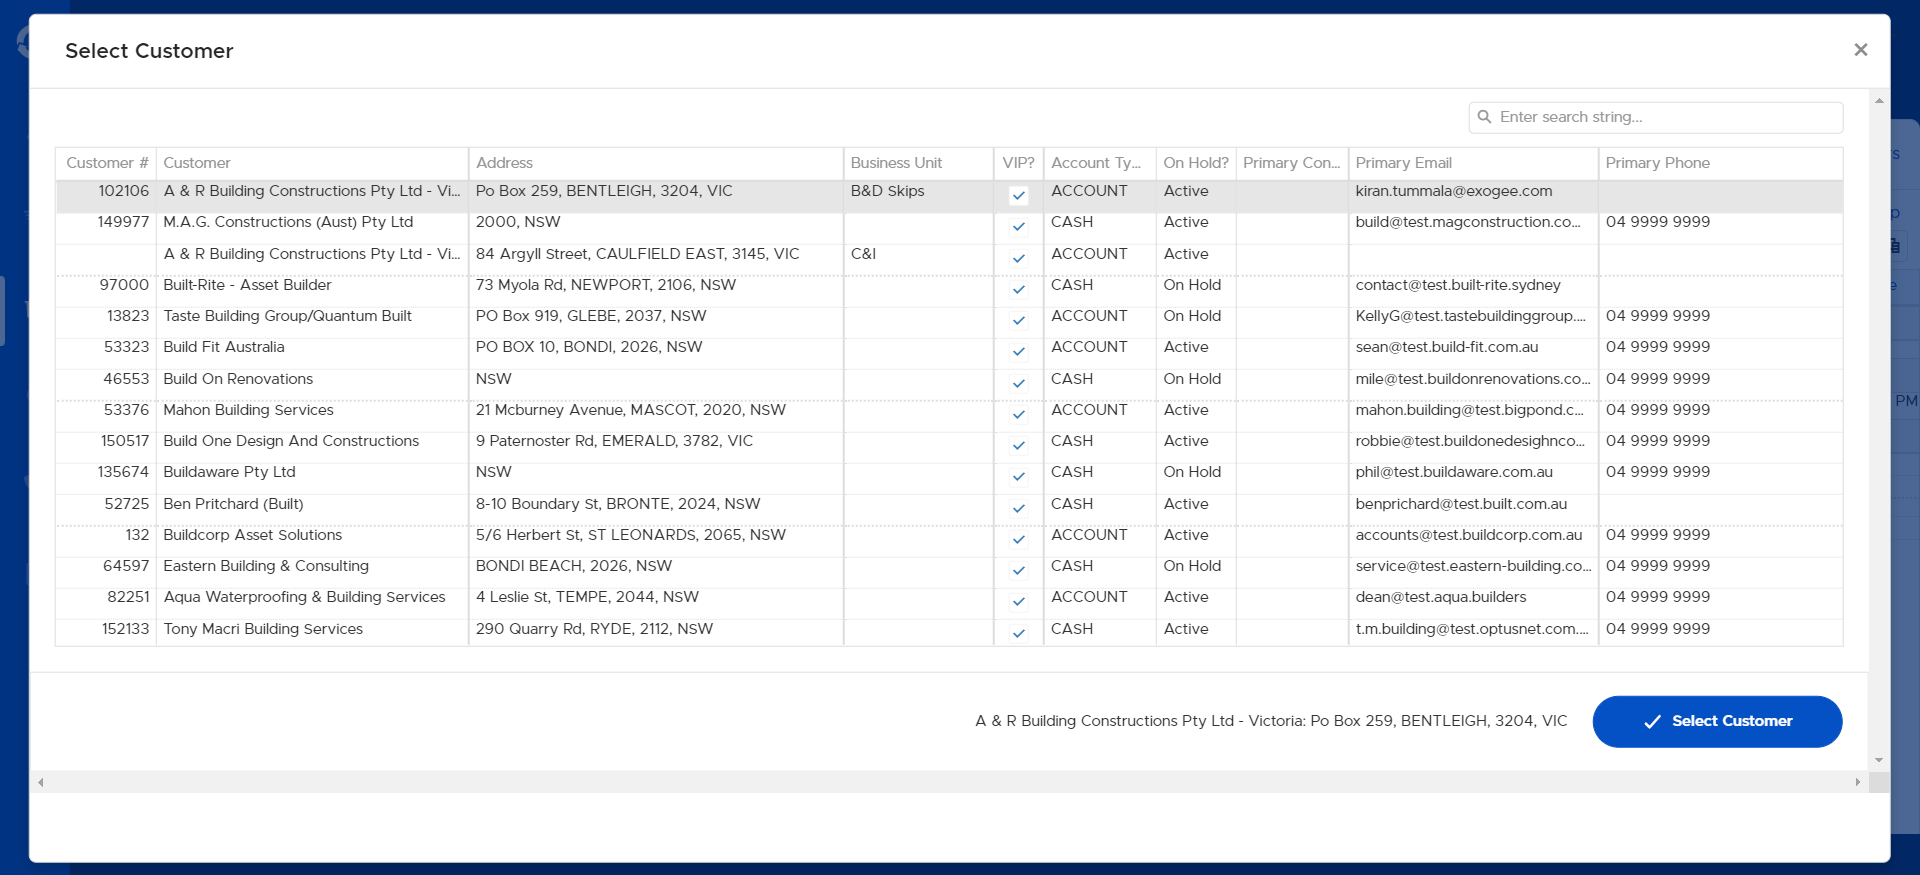 Select Customer
Enter search string...
Customer # Customer Address Business Unit VIP? Account Ty... On Hold? Primary Con... Primary Email Primary Phone
102106 A & R Building Constructions Pty Ltd - Vi... Po Box 259, BENTLEIGH, 3204, VIC B&D Skips ACCOUNT Active kiran.tummala@exogee.com
149977 M.A.G. Constructions (Aust) Pty Ltd 2000, NSW CASH Active build@test.magconstruction.co... 04 9999 9999
A & R Building Constructions Pty Ltd - Vi... 84 Argyll Street, CAULFIELD EAST, 3145, VIC C&I ACCOUNT Active
97000 Built-Rite - Asset Builder 73 Myola Rd, NEWPORT, 2106, NSW CASH On Hold contact@test.built-rite.sydney
13823 Taste Building Group/Quantum Built PO Box 919, GLEBE, 2037, NSW ACCOUNT On Hold KellyG@test.tastebuildinggroup.... 04 9999 9999
53323 Build Fit Australia PO BOX 10, BONDI, 2026, NSW ACCOUNT Active sean@test.build-fit.com.au 04 9999 9999
46553 Build On Renovations NSW CASH On Hold mile@test.buildonrenovations.co... 04 9999 9999
53376 Mahon Building Services 21 Mcburney Avenue, MASCOT, 2020, NSW ACCOUNT Active mahon.building@test.bigpond.c... 04 9999 9999
150517 Build One Design And Constructions 9 Paternoster Rd, EMERALD, 3782, VIC CASH Active robbie@test.buildonedesighnco... 04 9999 9999
135674 Buildaware Pty Ltd NSW CASH On Hold phil@test.buildaware.com.au 04 9999 9999
52725 Ben Pritchard (Built) 8-10 Boundary St, BRONTE, 2024, NSW CASH Active benprichard@test.built.com.au
132 Buildcorp Asset Solutions 5/6 Herbert St, ST LEONARDS, 2065, NSW ACCOUNT Active accounts@test.buildcorp.com.au 04 9999 9999
64597 Eastern Building & Consulting BONDI BEACH, 2026, NSW CASH On Hold service@test.eastern-building.co... 04 9999 9999
82251 Aqua Waterproofing & Building Services 4 Leslie St, TEMPE, 2044, NSW ACCOUNT Active dean@test.aqua.builders 04 9999 9999
152133 Tony Macri Building Services 290 Quarry Rd, RYDE, 2112, NSW CASH Active t.m.building@test.optusnet.com.... 04 9999 9999
A & R Building Constructions Pty Ltd - Victoria: Po Box 259, BENTLEIGH, 3204, VIC
Select Customer
PM